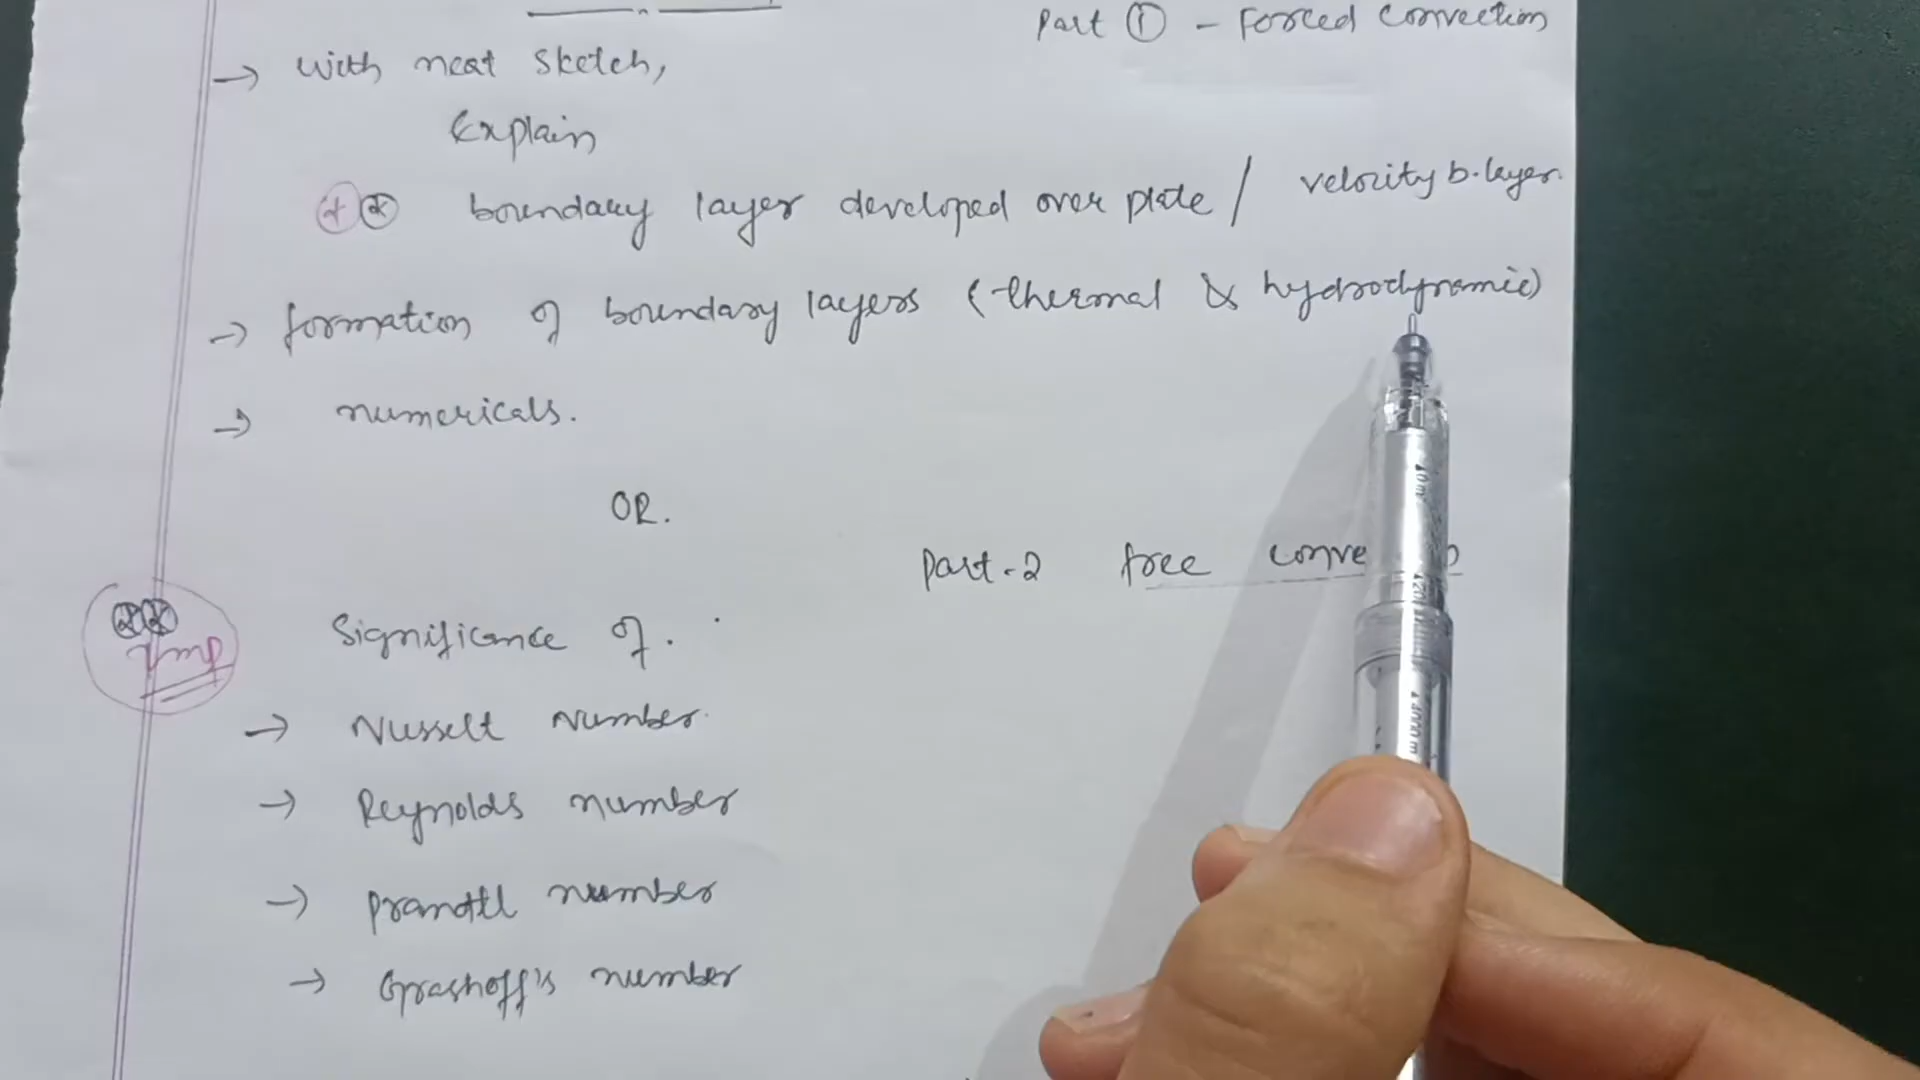 Part ① - Forced Convection
→ With neat sketch,
Explain
boundary layer developed over plate / velocity b.layer.
→ formation of boundary layers (thermal & hydrodynamic)
→ numericals.
OR.
Part-2 free conve
Imp
Significance of.
→ Nusselt Number.
→ Reynolds number
→ Prandtl number
→ Grashoff's number